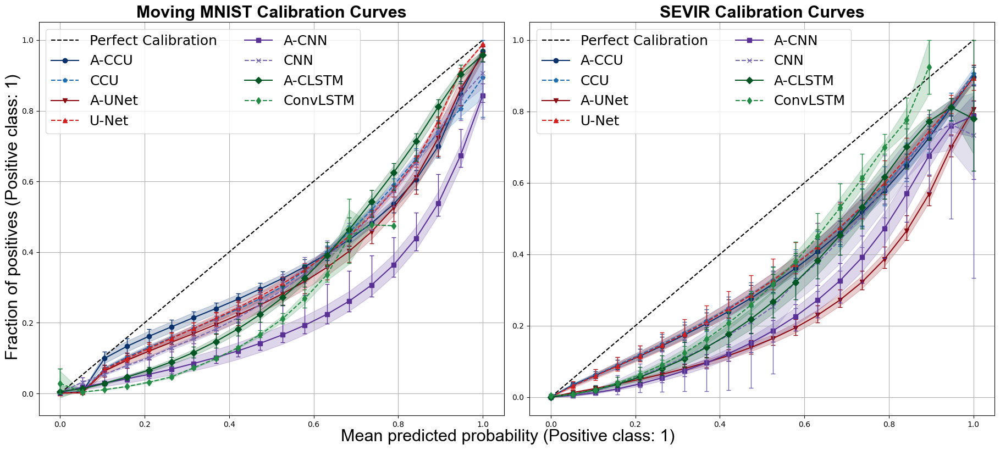 Moving MNIST Calibration Curves
Perfect Calibration
A-CCU
CCU
A-UNet
U-Net
A-CNN
CNN
A-CLSTM
ConvLSTM
1.0
0.8
0.6
0.4
0.2
0.0
0.0 0.2 0.4 0.6 0.8 1.0
Fraction of positives (Positive class: 1)
SEVIR Calibration Curves
Perfect Calibration
A-CCU
CCU
A-UNet
U-Net
A-CNN
CNN
A-CLSTM
ConvLSTM
1.0
0.8
0.6
0.4
0.2
0.0
0.0 0.2 0.4 0.6 0.8 1.0
Mean predicted probability (Positive class: 1)